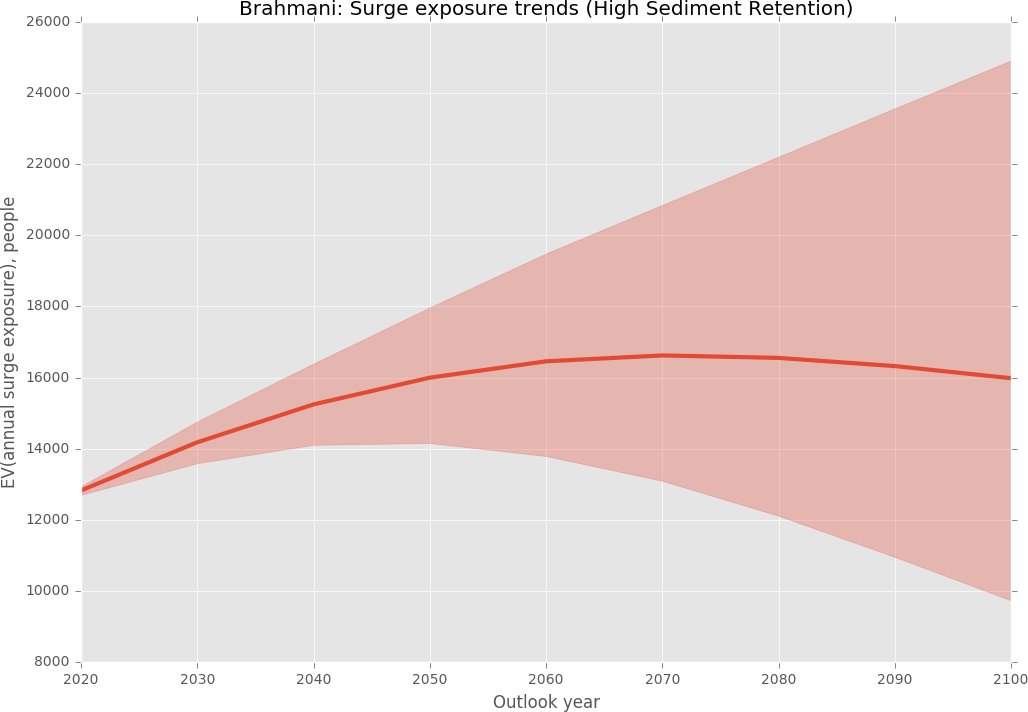 Brahmani: Surge exposure trends (High Sediment Retention)
EV(annual surge exposure), people
26000
24000
22000
20000
18000
16000
14000
12000
10000
8000
2020 2030 2040 2050 2060 2070 2080 2090 2100
Outlook year